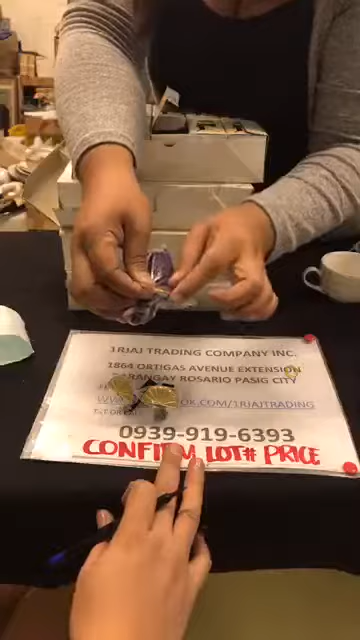 1RJAJ TRADING COMPANY INC.
1864 ORTIGAS AVENUE EXTENSION
BARANGAY ROSARIO PASIG CITY
OK.COM/1RJAJTRADING
0939-919-6393
CONFIRM LOT# PRICE